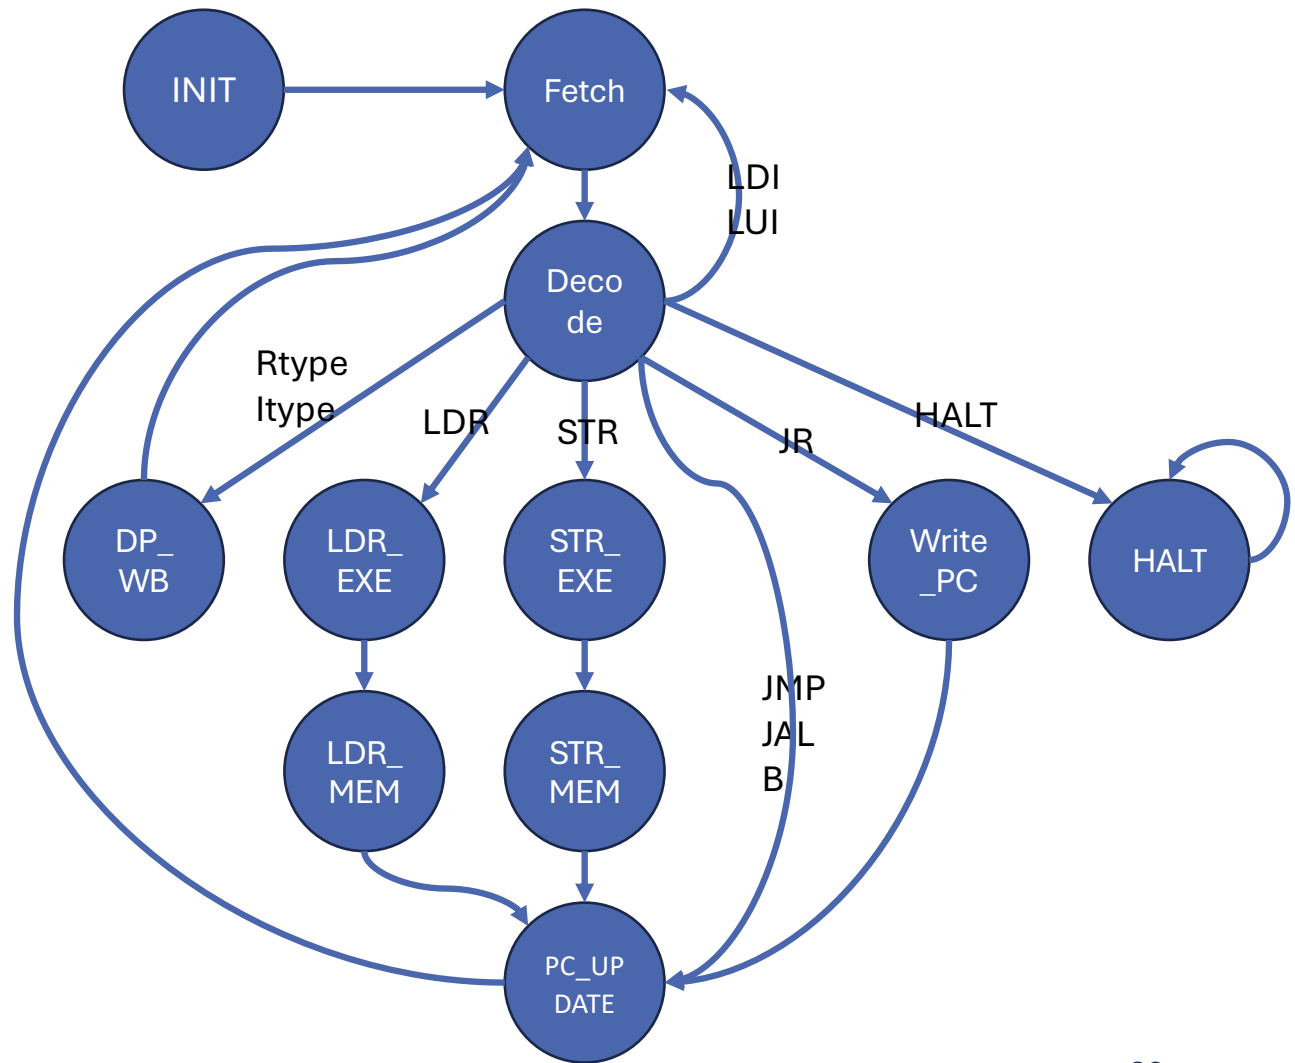 INIT
Fetch
LDI
LUI
Deco
de
Rtype
Itype
LDR
STR
JR
HALT
DP_
WB
LDR_
EXE
STR_
EXE
Write
_PC
HALT
JMP
JAL
B
LDR_
MEM
STR_
MEM
PC_UP
DATE